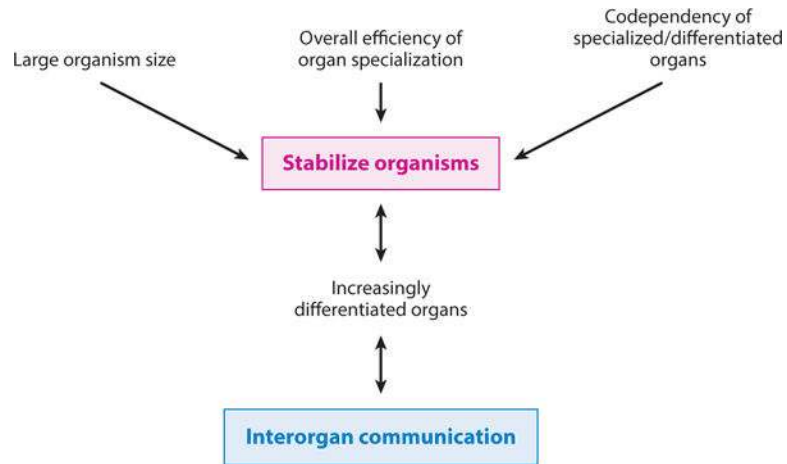 Large organism size
Overall efficiency of
organ specialization
Codependency of
specialized/differentiated
organs
Stabilize organisms
Increasingly
differentiated organs
Interorgan communication